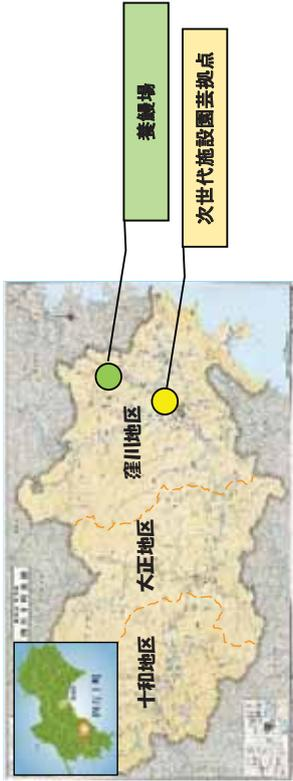 養鰻場
次世代施設園芸拠点
窪川地区
大正地区
十和地区
四万十町